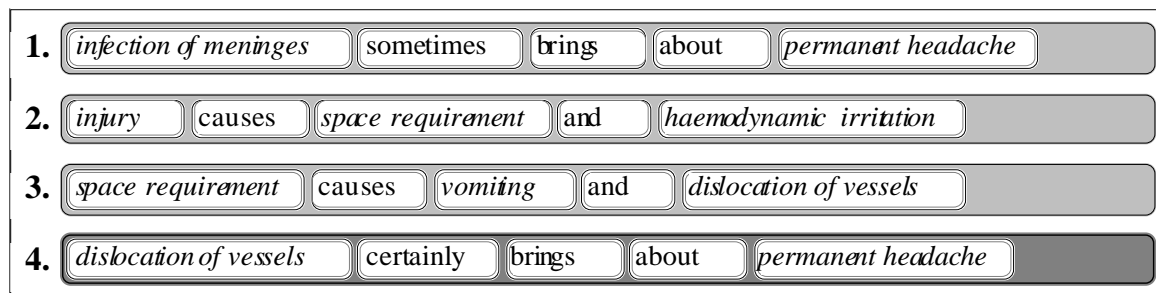 1. infection of meninges sometimes brings about permanent headache
2. injury causes space requirement and haemodynamic irritation
3. space requirement causes vomiting and dislocation of vessels
4. dislocation of vessels certainly brings about permanent headache